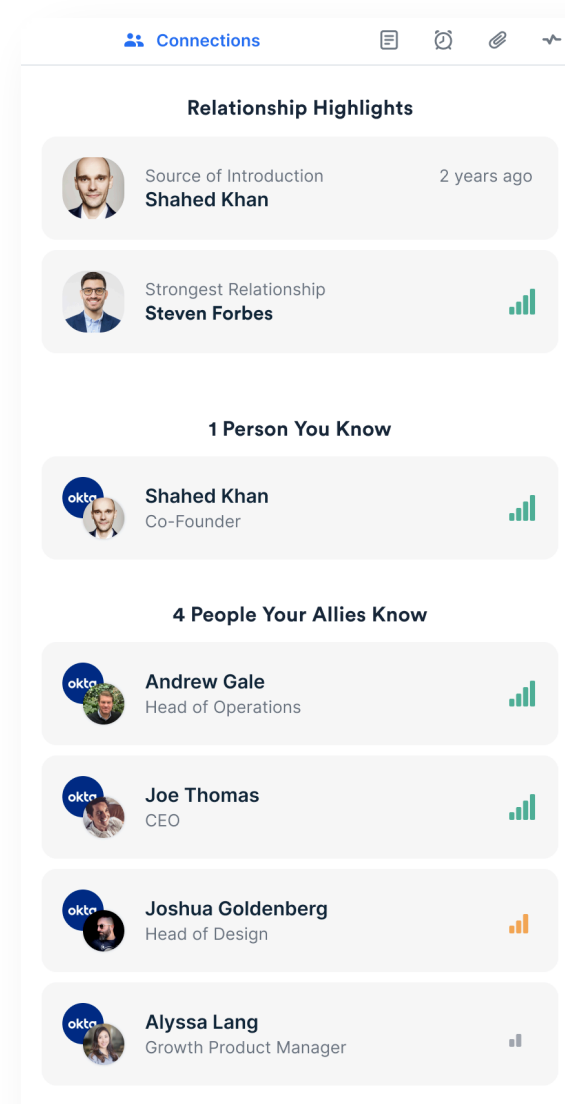 Connections
Relationship Highlights
Source of Introduction
2 years ago
Shahed Khan
Strongest Relationship
Steven Forbes
1 Person You Know
okta
Shahed Khan
Co-Founder
4 People Your Allies Know
okta
Andrew Gale
Head of Operations
okta
Joe Thomas
CEO
okta
Joshua Goldenberg
Head of Design
okta
Alyssa Lang
Growth Product Manager